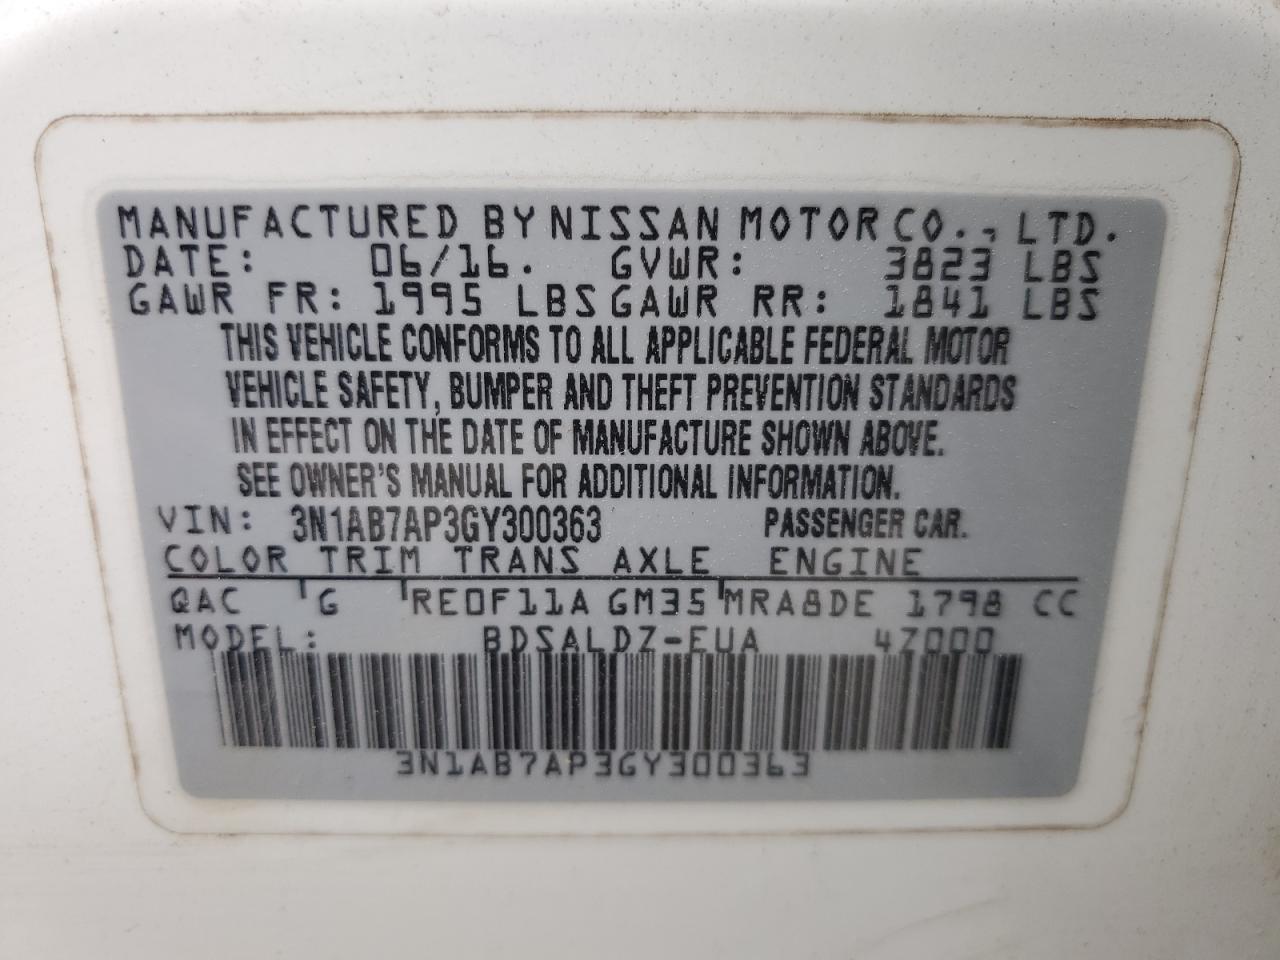 MANUFACTURED BY NISSAN MOTOR CO., LTD.
DATE: 06/16. GVWR: 3823 LBS
GAWR FR: 1995 LBS GAWR RR: 1841 LBS
THIS VEHICLE CONFORMS TO ALL APPLICABLE FEDERAL MOTOR
VEHICLE SAFETY, BUMPER AND THEFT PREVENTION STANDARDS
IN EFFECT ON THE DATE OF MANUFACTURE SHOWN ABOVE.
SEE OWNER'S MANUAL FOR ADDITIONAL INFORMATION.
VIN: 3N1AB7AP3GY300363 PASSENGER CAR.
COLOR TRIM TRANS AXLE ENGINE
QAC G RE0F11A GM35 MRA8DE 1798 CC
MODEL: BDSALDZ-EUA 4Z000
3N1AB7AP3GY300363